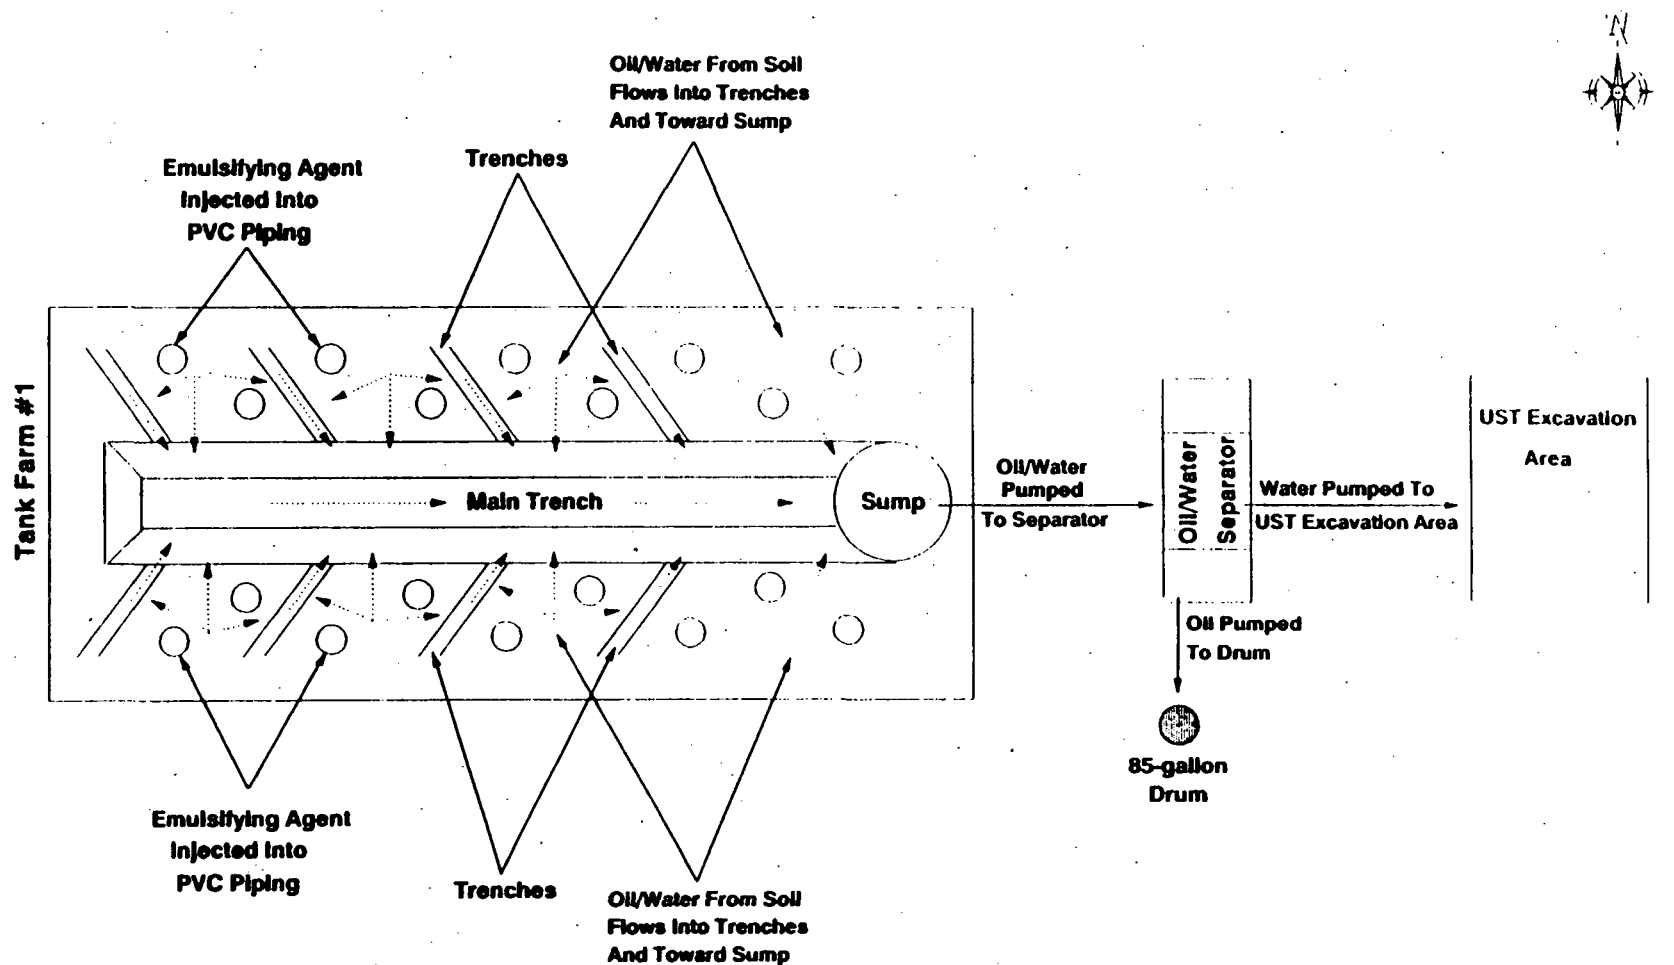 N
Oil/Water From Soil
Flows Into Trenches
And Toward Sump
Trenches
Emulsifying Agent
Injected Into
PVC Piping
Tank Farm #1
Main Trench
Sump
Oil/Water
Pumped
To Separator
Oil/Water
Separator
Water Pumped To
UST Excavation Area
UST Excavation
Area
Oil Pumped
To Drum
85-gallon
Drum
Emulsifying Agent
Injected Into
PVC Piping
Trenches
Oil/Water From Soil
Flows Into Trenches
And Toward Sump